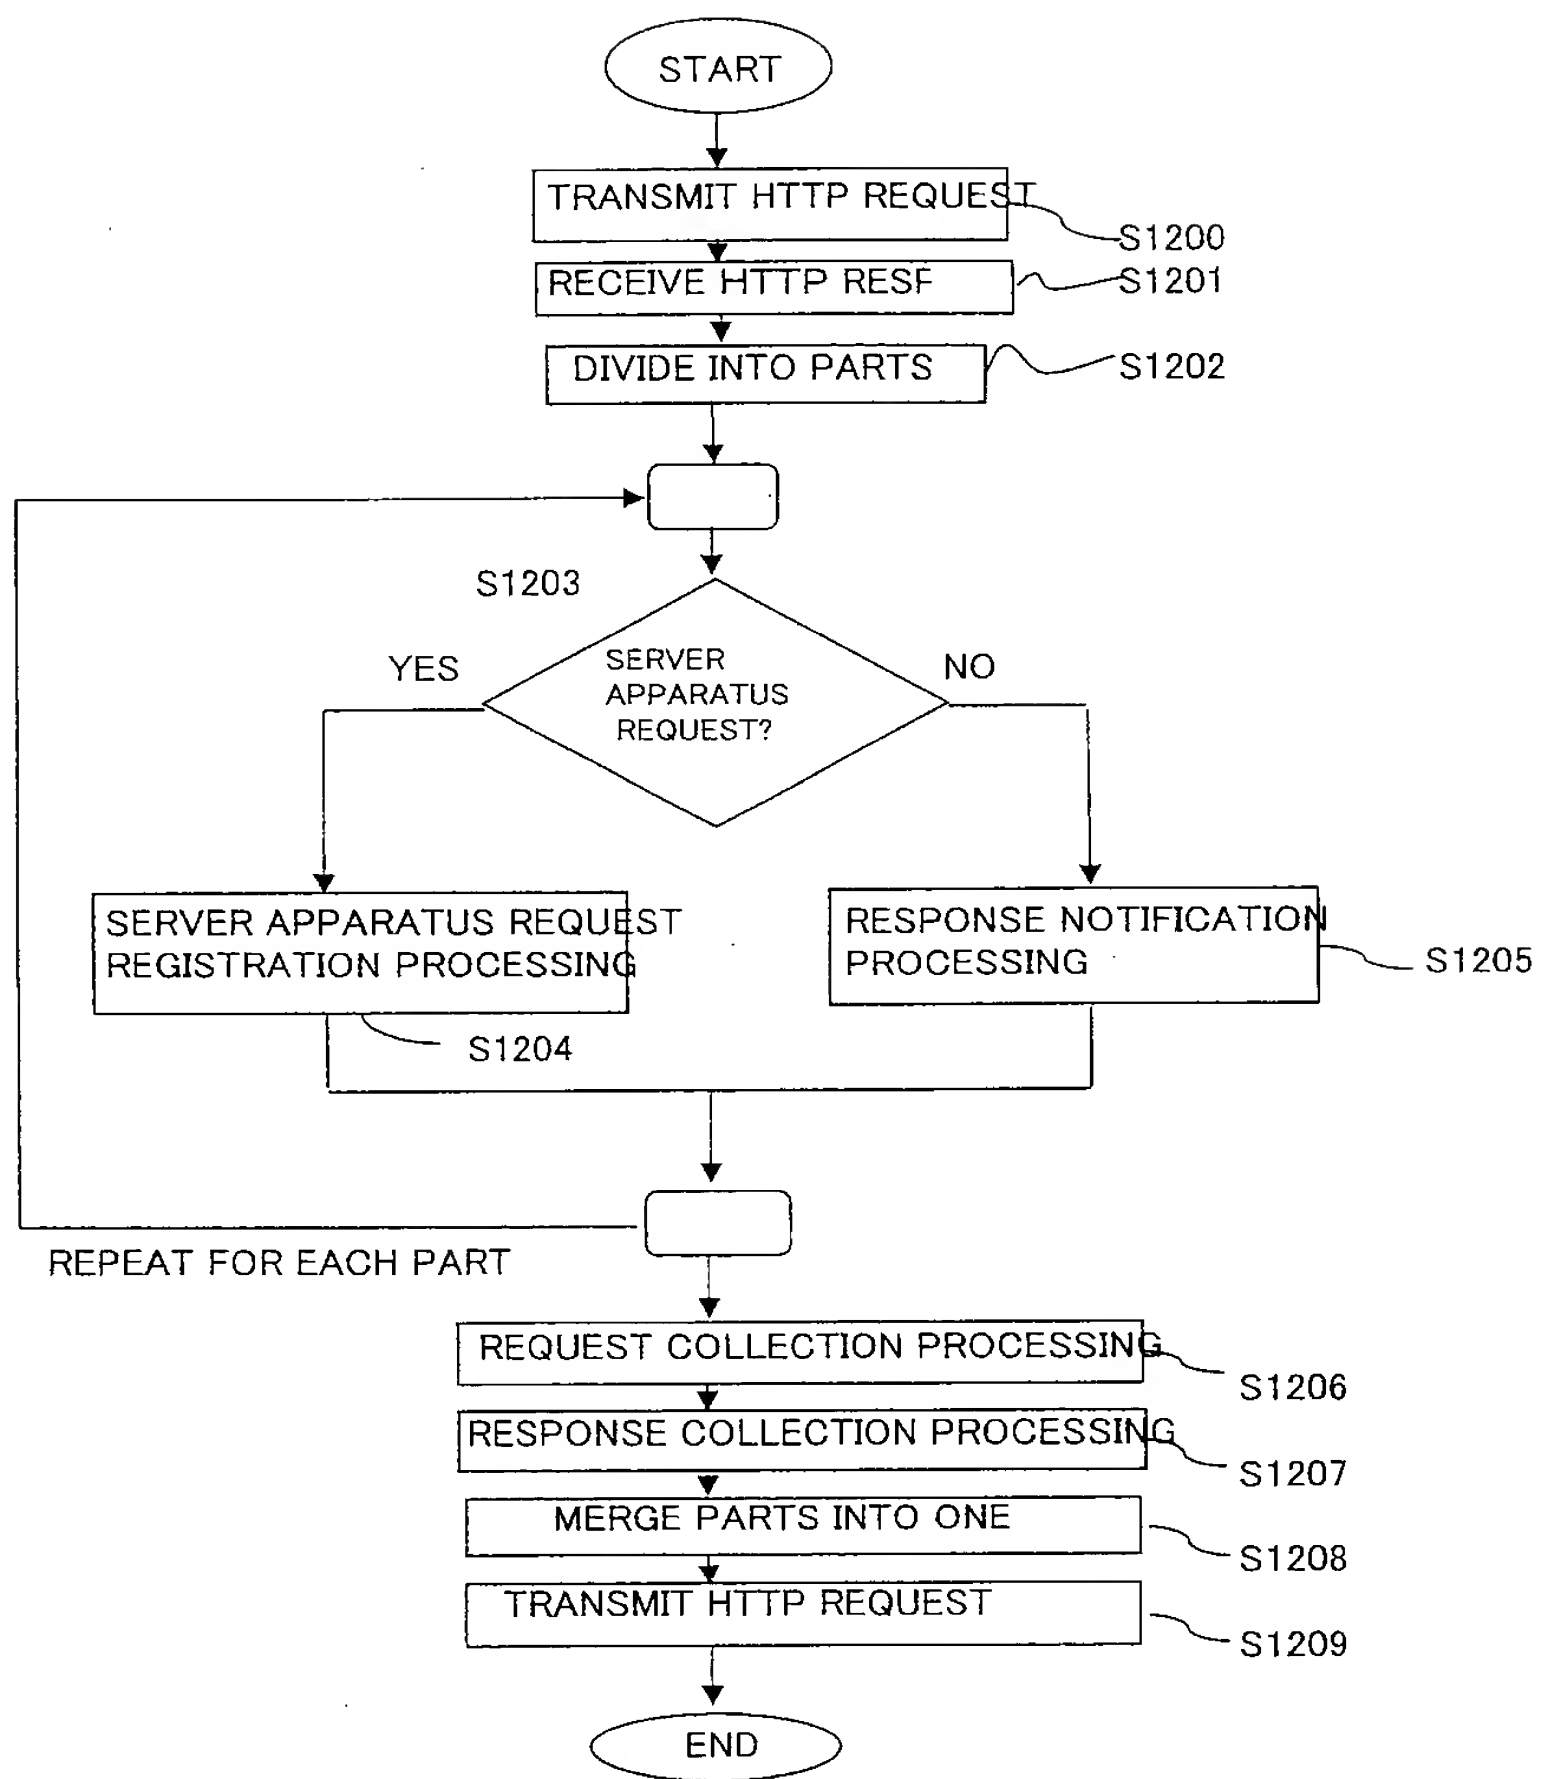 START
TRANSMIT HTTP REQUEST
S1200
RECEIVE HTTP RESF
S1201
DIVIDE INTO PARTS
S1202
S1203
YES
SERVER
APPARATUS
REQUEST?
NO
SERVER APPARATUS REQUEST
REGISTRATION PROCESSING
S1204
RESPONSE NOTIFICATION
PROCESSING
S1205
REPEAT FOR EACH PART
REQUEST COLLECTION PROCESSING
S1206
RESPONSE COLLECTION PROCESSING
S1207
MERGE PARTS INTO ONE
S1208
TRANSMIT HTTP REQUEST
S1209
END